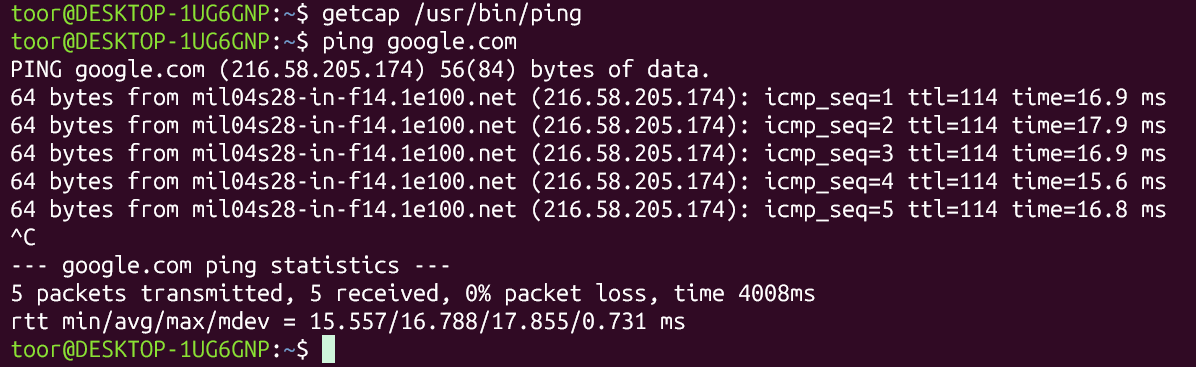 toor@DESKTOP-1UG6GNP:~$ getcap /usr/bin/ping
toor@DESKTOP-1UG6GNP:~$ ping google.com
PING google.com (216.58.205.174) 56(84) bytes of data.
64 bytes from mil04s28-in-f14.1e100.net (216.58.205.174): icmp_seq=1 ttl=114 time=16.9 ms
64 bytes from mil04s28-in-f14.1e100.net (216.58.205.174): icmp_seq=2 ttl=114 time=17.9 ms
64 bytes from mil04s28-in-f14.1e100.net (216.58.205.174): icmp_seq=3 ttl=114 time=16.9 ms
64 bytes from mil04s28-in-f14.1e100.net (216.58.205.174): icmp_seq=4 ttl=114 time=15.6 ms
64 bytes from mil04s28-in-f14.1e100.net (216.58.205.174): icmp_seq=5 ttl=114 time=16.8 ms
^C
--- google.com ping statistics ---
5 packets transmitted, 5 received, 0% packet loss, time 4008ms
rtt min/avg/max/mdev = 15.557/16.788/17.855/0.731 ms
toor@DESKTOP-1UG6GNP:~$